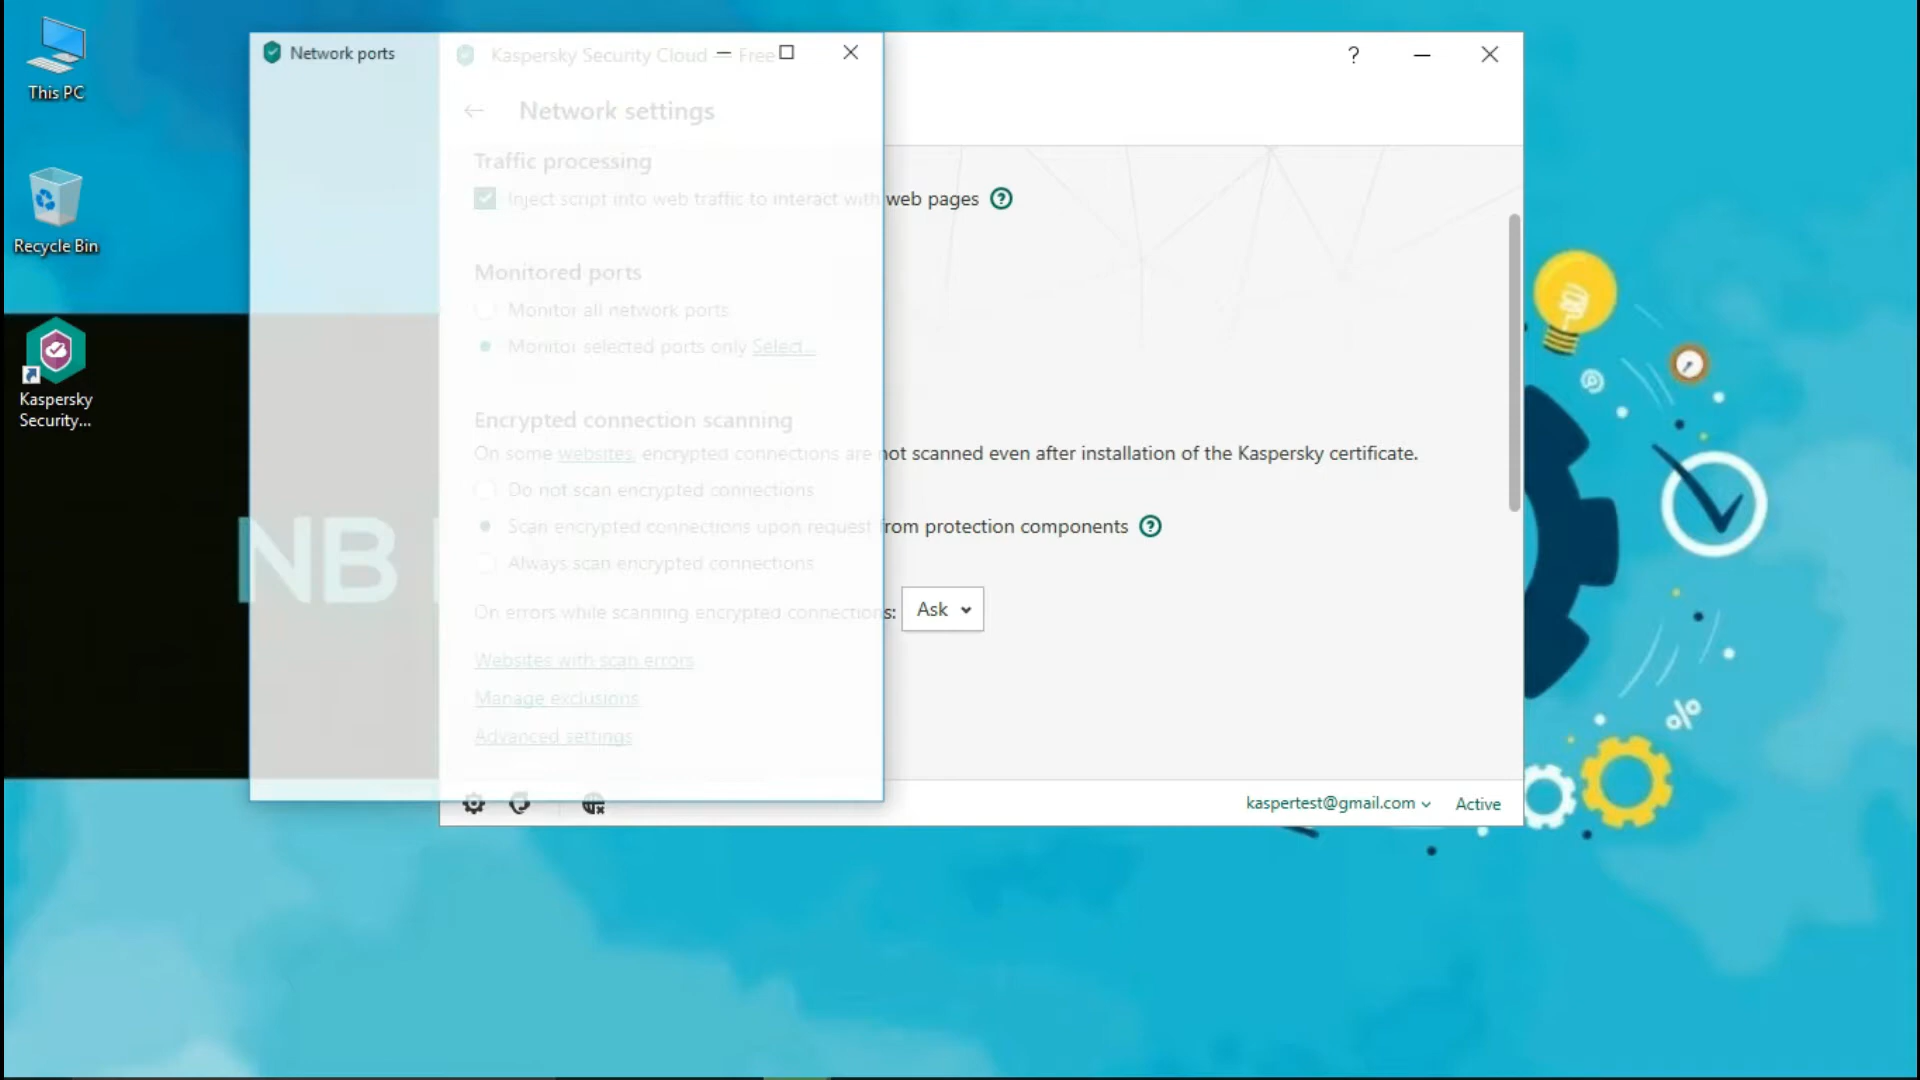 This PC
Recycle Bin
Kaspersky
Security...
Network ports
Kaspersky Security Cloud — Free
?
Network settings
Traffic processing
Inject script into web traffic to interact with web pages ?
Monitored ports
Monitor all network ports
Monitor selected ports only Select...
Encrypted connection scanning
On some websites, encrypted connections are not scanned even after installation of the Kaspersky certificate.
Do not scan encrypted connections
Scan encrypted connections upon request from protection components ?
Always scan encrypted connections
On errors while scanning encrypted connections: Ask
Websites with scan errors
Manage exclusions
Advanced settings
kaspertest@gmail.com Active
NB
%